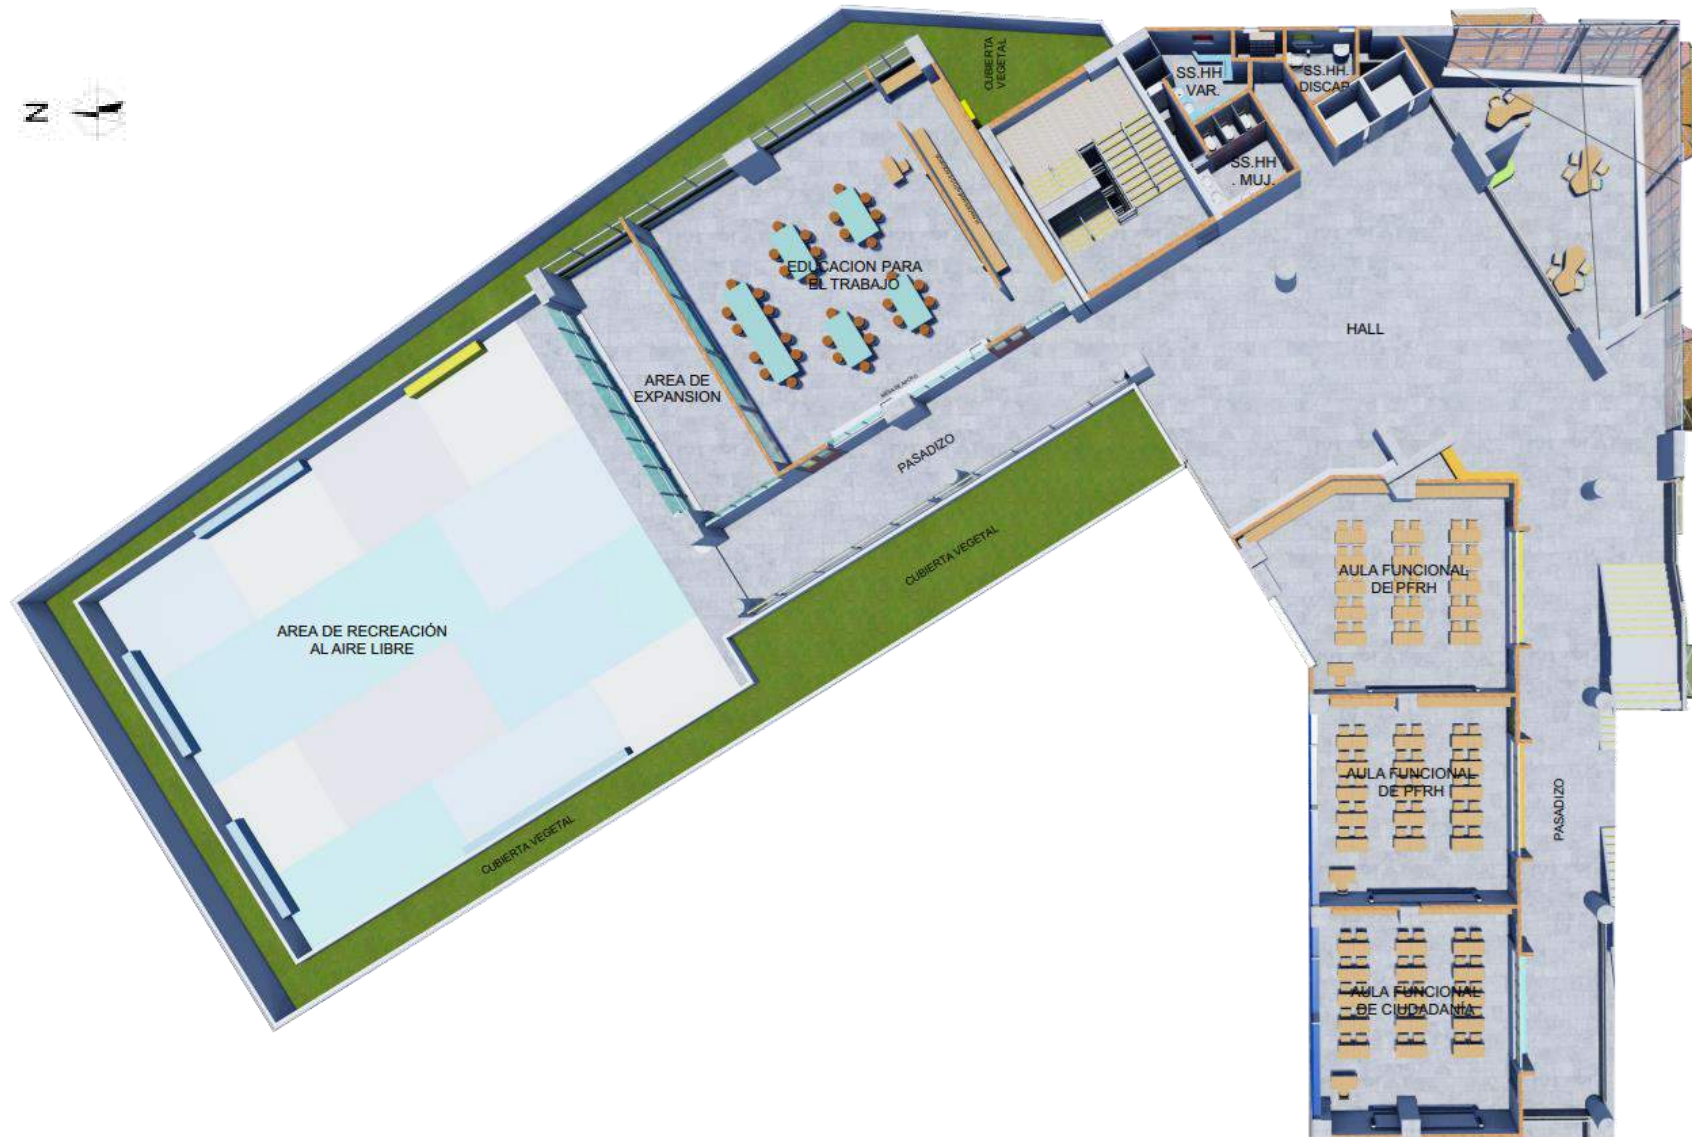 N
CUBIERTA
VEGETAL
SS.HH
VAR.
SS.HH.
DISCAP.
SS.HH
. MUJ.
EDUCACION PARA
EL TRABAJO
HALL
AREA DE
EXPANSION
PASADIZO
CUBIERTA VEGETAL
AULA FUNCIONAL
DE PFRH
AREA DE RECREACIÓN
AL AIRE LIBRE
AULA FUNCIONAL
DE PFRH
PASADIZO
CUBIERTA VEGETAL
AULA FUNCIONAL
DE CIUDADANÍA